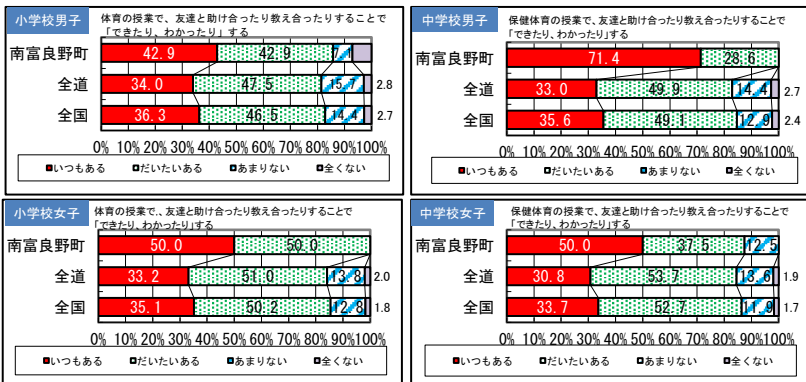 小学校男子
体育の授業で、友達と助け合ったり教え合ったりすることで
「できたり、わかったり」する
南富良野町 42.9 42.9 7.1
全道 34.0 47.5 15.7 2.8
全国 36.3 46.5 14.4 2.7
0% 10% 20% 30% 40% 50% 60% 70% 80% 90% 100%
■いつもある □だいたいある □あまりない □全くない
中学校男子
保健体育の授業で、友達と助け合ったり教え合ったりすることで
「できたり、わかったり」する
南富良野町 71.4 28.6
全道 33.0 49.9 14.4 2.7
全国 35.6 49.1 12.9 2.4
0% 10% 20% 30% 40% 50% 60% 70% 80% 90% 100%
■いつもある □だいたいある ■あまりない □全くない
小学校女子
体育の授業で、、友達と助け合ったり教え合ったりすることで
「できたり、わかったり」する
南富良野町 50.0 50.0
全道 33.2 51.0 13.8 2.0
全国 35.1 50.2 12.8 1.8
0% 10% 20% 30% 40% 50% 60% 70% 80% 90% 100%
■いつもある □だいたいある ■あまりない □全くない
中学校女子
保健体育の授業で、友達と助け合ったり教え合ったりすることで
「できたり、わかったり」する
南富良野町 50.0 37.5 12.5
全道 30.8 53.7 13.6 1.9
全国 33.7 52.7 11.9 1.7
0% 10% 20% 30% 40% 50% 60% 70% 80% 90% 100%
■いつもある □だいたいある □あまりない □全くない